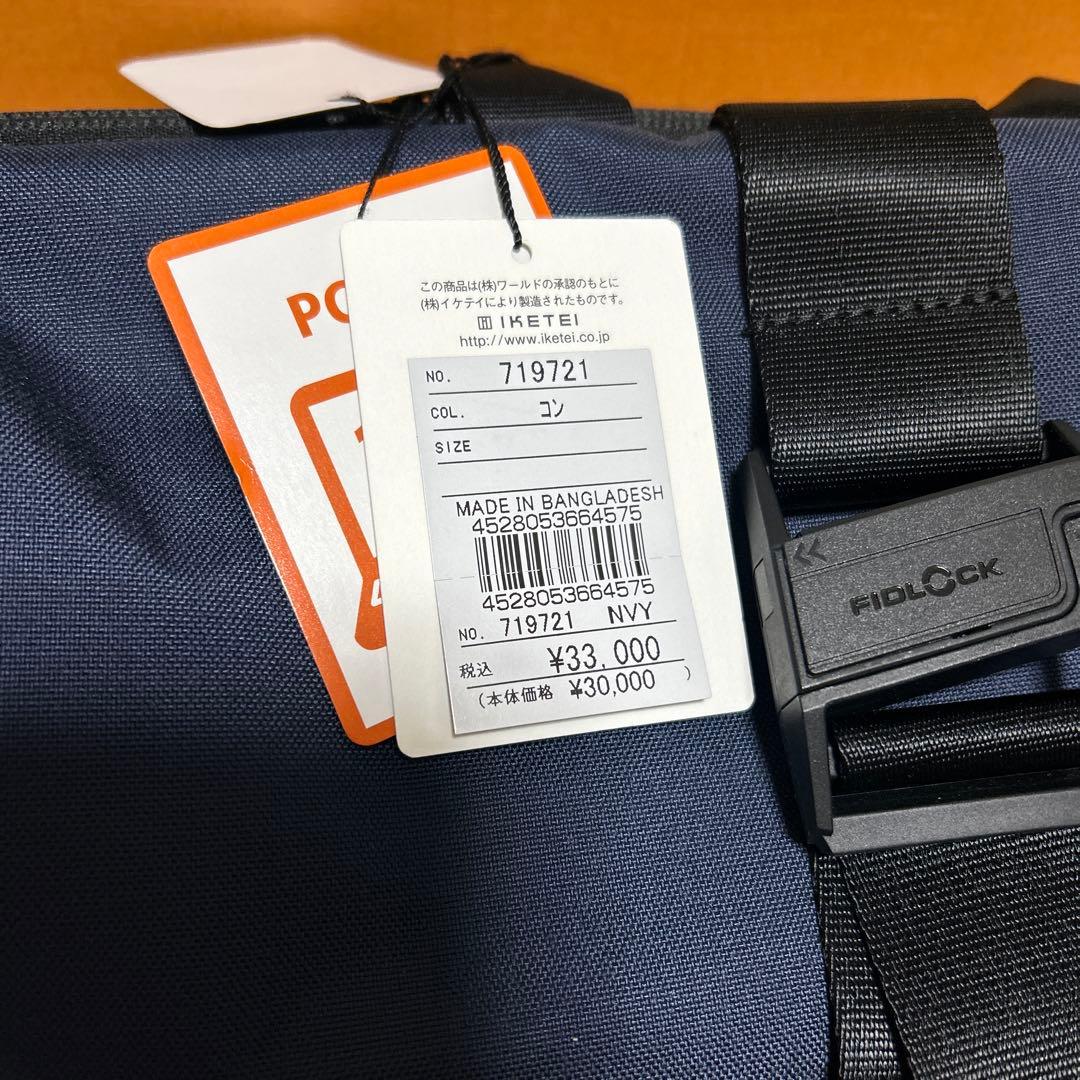 PO
この商品は(株)ワールドの承認のもとに
(株)イケテイにより製造されたものです。
IKETEI
http://www.iketei.co.jp
NO. 719721
COL. コン
SIZE
MADE IN BANGLADESH
4528053664575
4528053664575
NO. 719721 NVY
税込 ¥33,000
(本体価格 ¥30,000 )
FIDLOCK